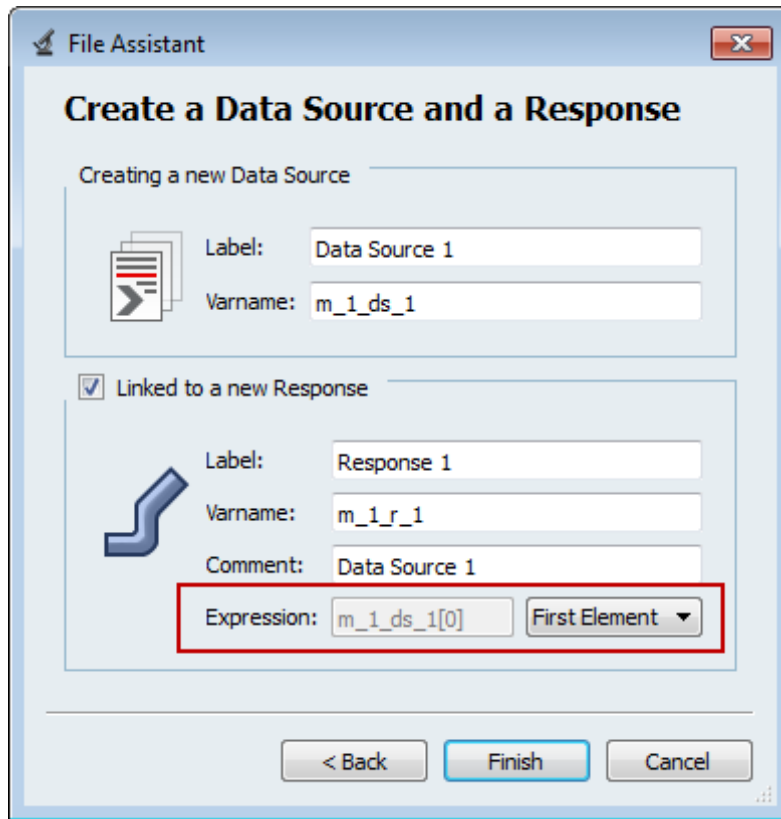 File Assistant
Create a Data Source and a Response
Creating a new Data Source
Label: Data Source 1
Varname: m_1_ds_1
Linked to a new Response
Label: Response 1
Varname: m_1_r_1
Comment: Data Source 1
Expression: m_1_ds_1[0] First Element
< Back Finish Cancel